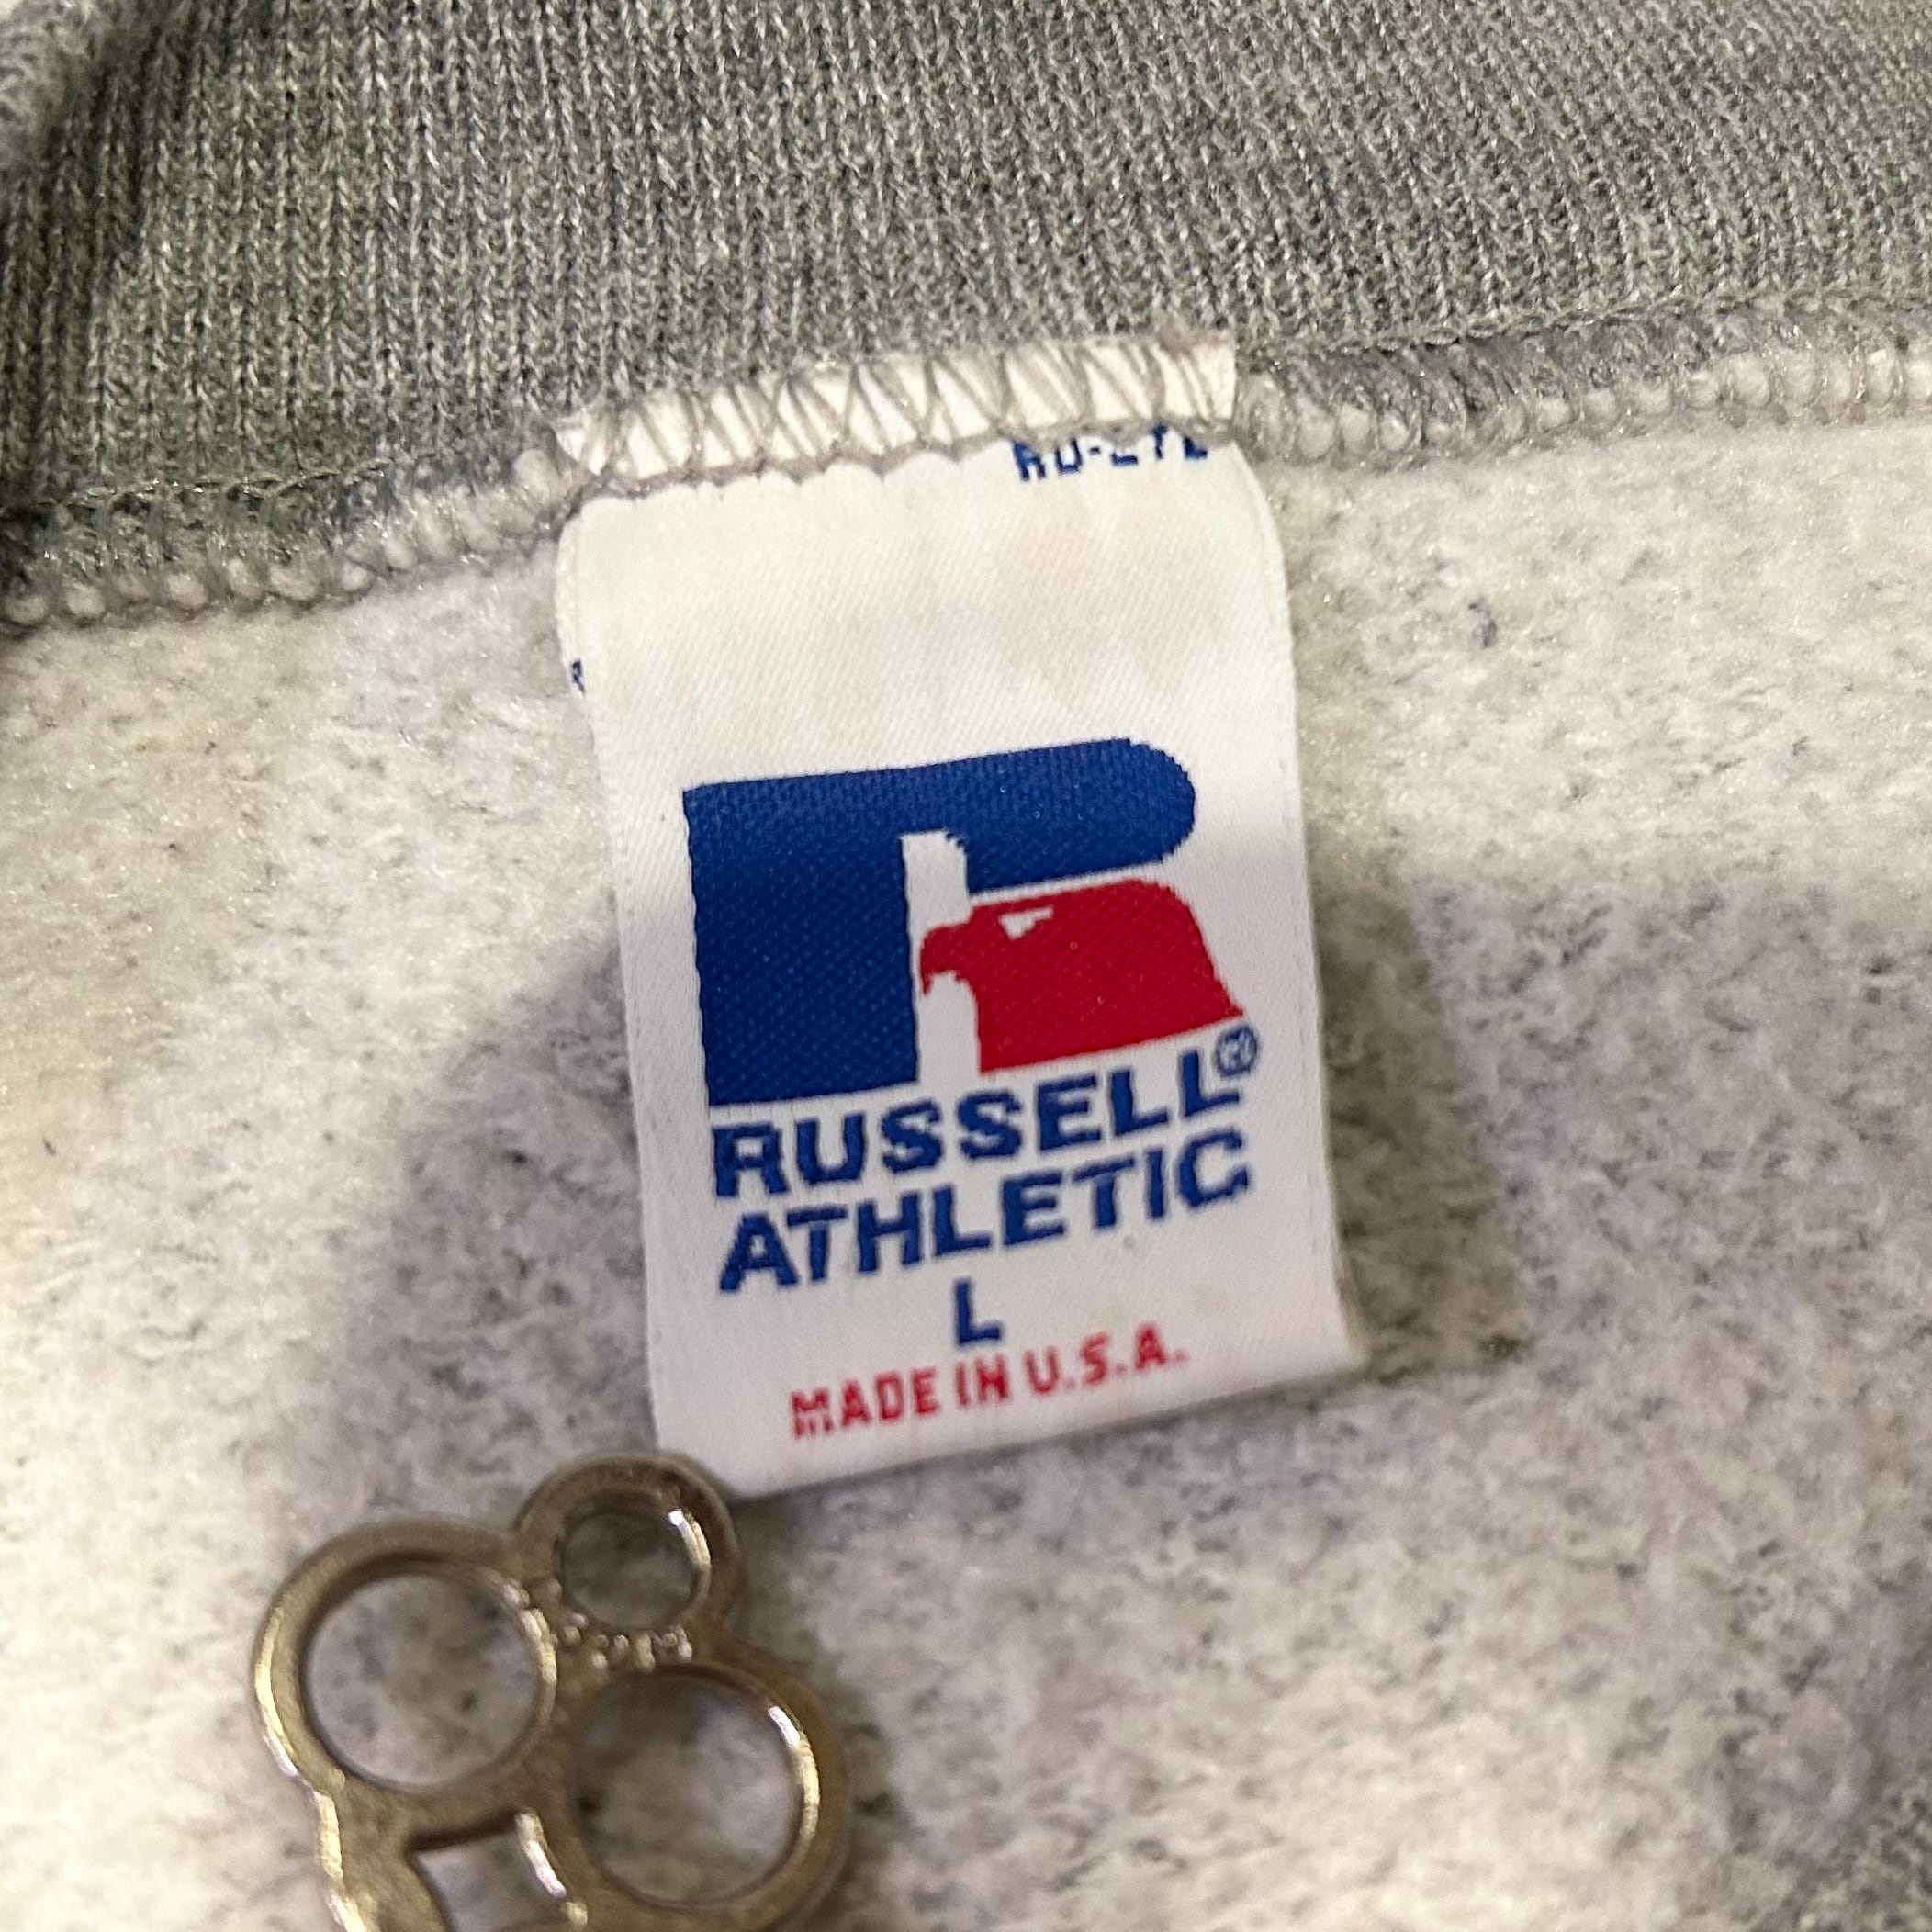 RUSSELL®
ATHLETIC
L
MADE IN U.S.A.